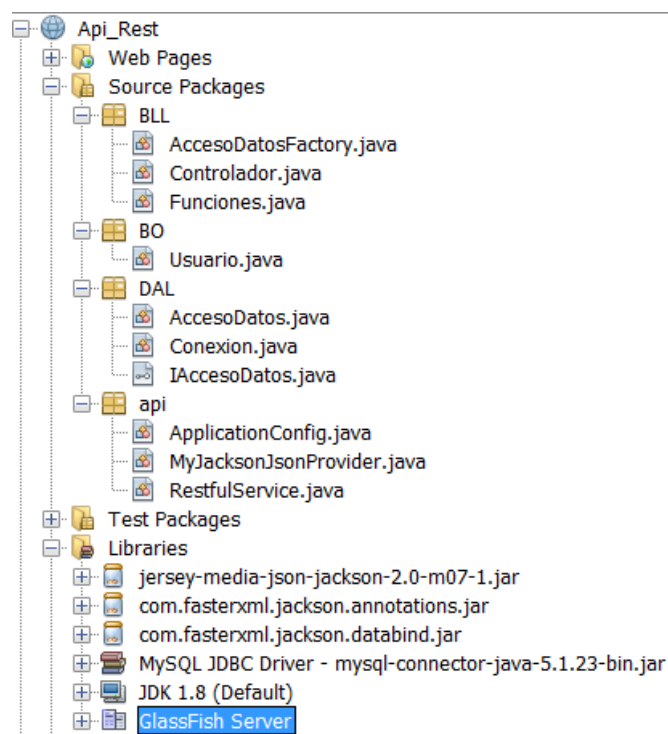 Api_Rest
Web Pages
Source Packages
BLL
AccesoDatosFactory.java
Controlador.java
Funciones.java
BO
Usuario.java
DAL
AccesoDatos.java
Conexion.java
IAccesoDatos.java
api
ApplicationConfig.java
MyJacksonJsonProvider.java
RestfulService.java
Test Packages
Libraries
jersey-media-json-jackson-2.0-m07-1.jar
com.fasterxml.jackson.annotations.jar
com.fasterxml.jackson.databind.jar
MySQL JDBC Driver - mysql-connector-java-5.1.23-bin.jar
JDK 1.8 (Default)
GlassFish Server